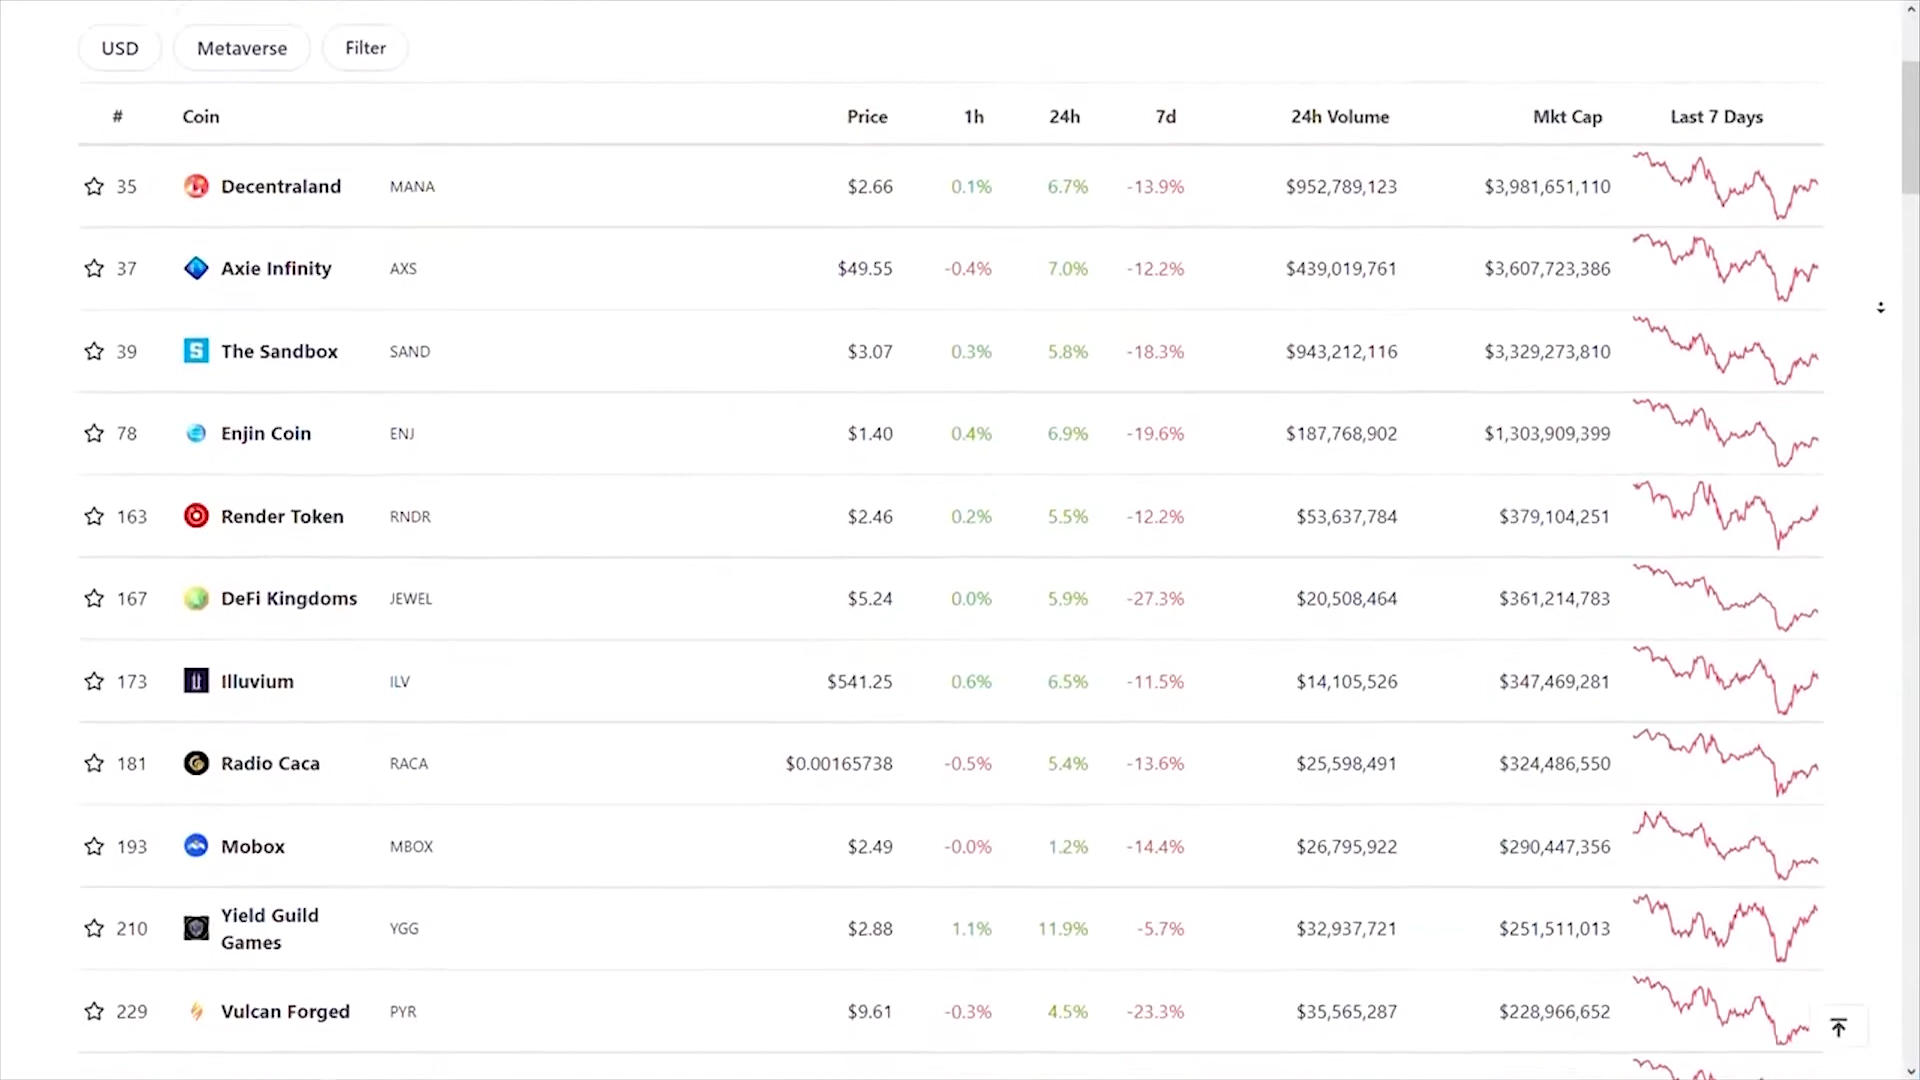 USD Metaverse Filter
# Coin Price 1h 24h 7d 24h Volume Mkt Cap Last 7 Days
35 Decentraland MANA $2.66 0.1% 6.7% -13.9% $952,789,123 $3,981,651,110
37 Axie Infinity AXS $49.55 -0.4% 7.0% -12.2% $439,019,761 $3,607,723,386
39 S The Sandbox SAND $3.07 0.3% 5.8% -18.3% $943,212,116 $3,329,273,810
78 Enjin Coin ENJ $1.40 0.4% 6.9% -19.6% $187,768,902 $1,303,909,399
163 Render Token RNDR $2.46 0.2% 5.5% -12.2% $53,637,784 $379,104,251
167 DeFi Kingdoms JEWEL $5.24 0.0% 5.9% -27.3% $20,508,464 $361,214,783
173 Illuvium ILV $541.25 0.6% 6.5% -11.5% $14,105,526 $347,469,281
181 Radio Caca RACA $0.00165738 -0.5% 5.4% -13.6% $25,598,491 $324,486,550
193 Mobox MBOX $2.49 -0.0% 1.2% -14.4% $26,795,922 $290,447,356
210 Yield Guild Games YGG $2.88 1.1% 11.9% -5.7% $32,937,721 $251,511,013
229 Vulcan Forged PYR $9.61 -0.3% 4.5% -23.3% $35,565,287 $228,966,652